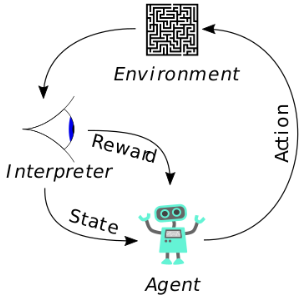 Environment
Reward
Action
Interpreter
State
Agent